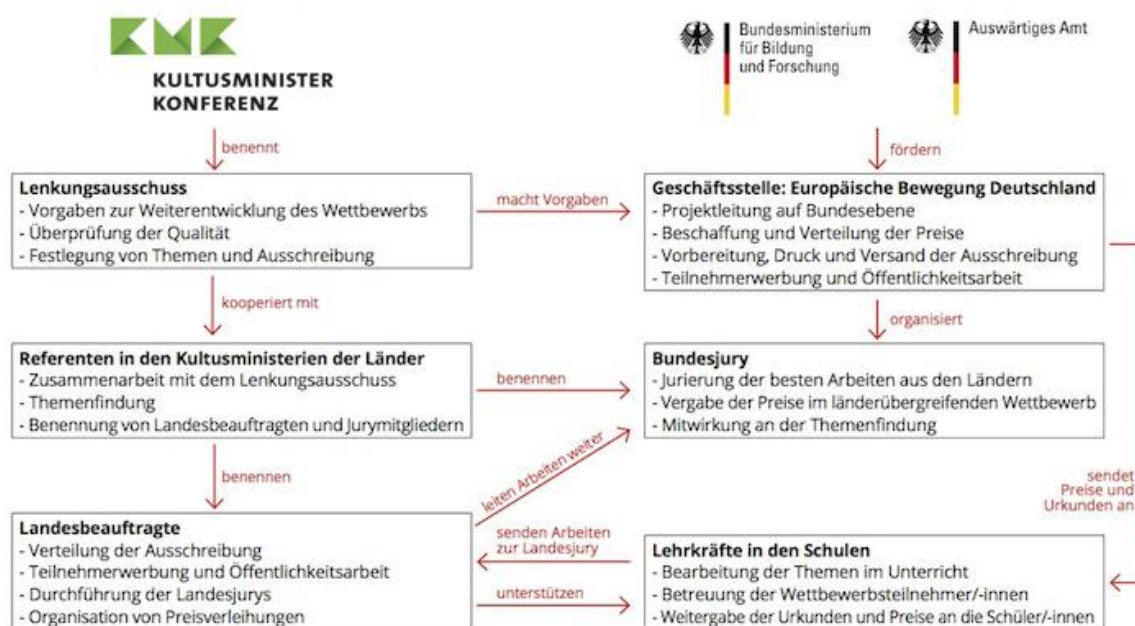 KMK
KULTUSMINISTER
KONFERENZ
Bundesministerium
für Bildung
und Forschung
Auswärtiges Amt
benennt
fördern
Lenkungsausschuss
- Vorgaben zur Weiterentwicklung des Wettbewerbs
- Überprüfung der Qualität
- Festlegung von Themen und Ausschreibung
macht Vorgaben
Geschäftsstelle: Europäische Bewegung Deutschland
- Projektleitung auf Bundesebene
- Beschaffung und Verteilung der Preise
- Vorbereitung, Druck und Versand der Ausschreibung
- Teilnehmerwerbung und Öffentlichkeitsarbeit
kooperiert mit
organisiert
Referenten in den Kultusministerien der Länder
- Zusammenarbeit mit dem Lenkungsausschuss
- Themenfindung
- Benennung von Landesbeauftragten und Jurymitgliedern
benennen
Bundesjury
- Jurierung der besten Arbeiten aus den Ländern
- Vergabe der Preise im länderübergreifenden Wettbewerb
- Mitwirkung an der Themenfindung
benennen
leiten Arbeiten weiter
sendet
Preise und
Urkunden an
Landesbeauftragte
- Verteilung der Ausschreibung
- Teilnehmerwerbung und Öffentlichkeitsarbeit
- Durchführung der Landesjurys
- Organisation von Preisverleihungen
senden Arbeiten
zur Landesjury
unterstützen
Lehrkräfte in den Schulen
- Bearbeitung der Themen im Unterricht
- Betreuung der Wettbewerbsteilnehmer/-innen
- Weitergabe der Urkunden und Preise an die Schüler/-innen